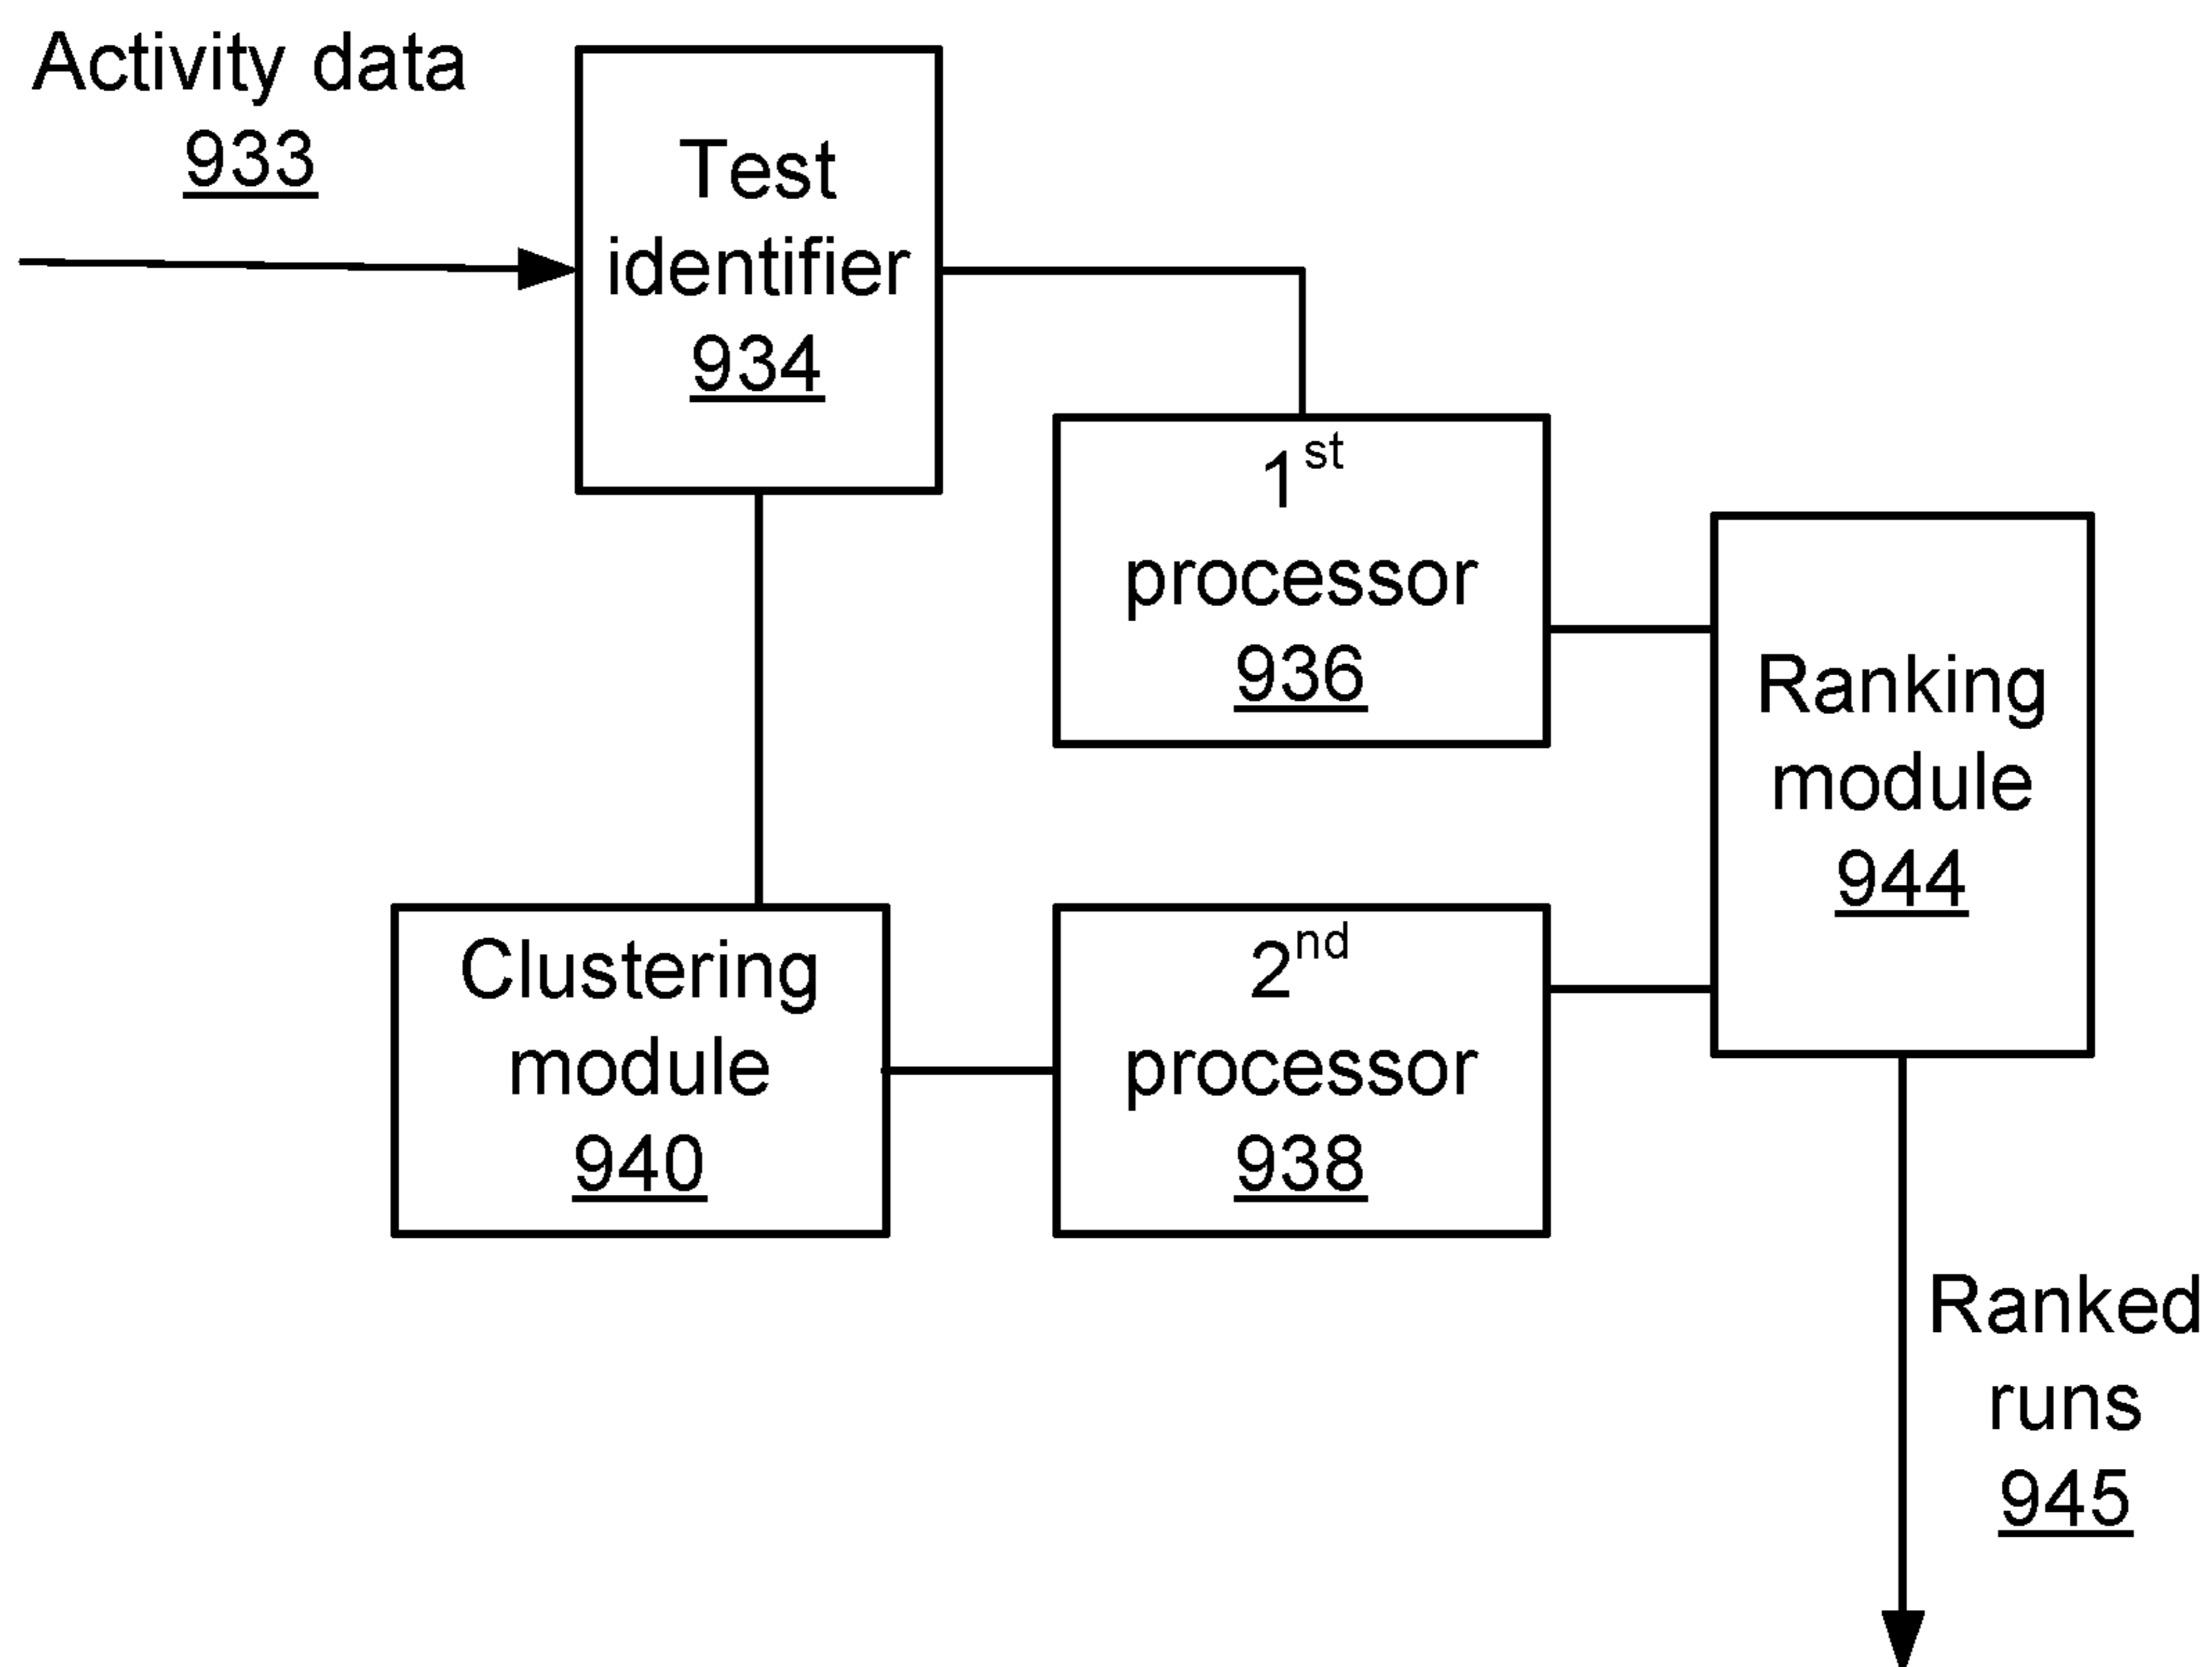 Activity data
933
Test
identifier
934
1st
processor
936
Ranking
module
944
Clustering
module
940
2nd
processor
938
Ranked
runs
945